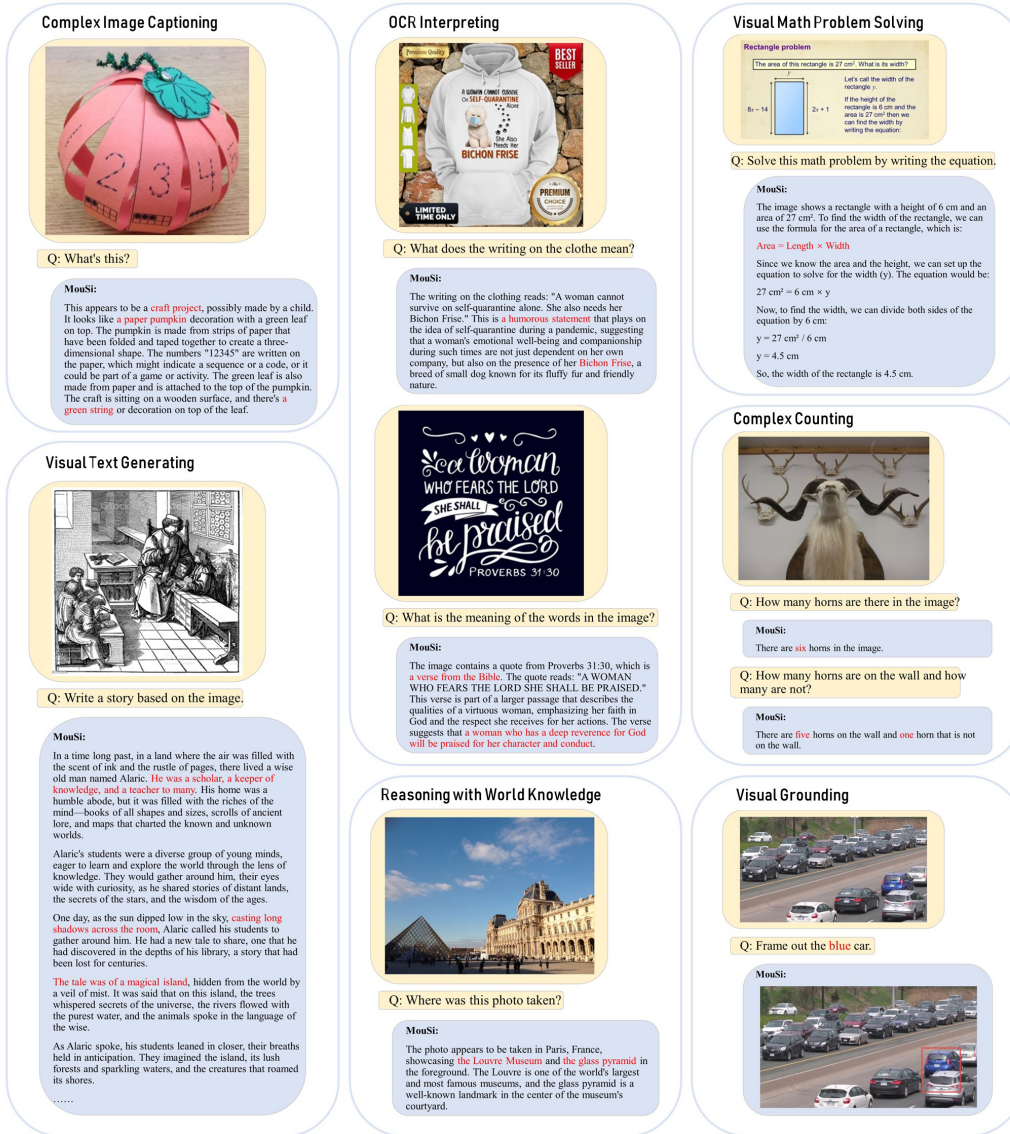 Complex Image Captioning
1 2 3 4
Q: What's this?
MouSi:
This appears to be a craft project, possibly made by a child.
It looks like a paper pumpkin decoration with a green leaf
on top. The pumpkin is made from strips of paper that
have been folded and taped together to create a three-
dimensional shape. The numbers "12345" are written on
the paper, which might indicate a sequence or a code, or it
could be part of a game or activity. The green leaf is also
made from paper and is attached to the top of the pumpkin.
The craft is sitting on a wooden surface, and there's a
green string or decoration on top of the leaf.
Visual Text Generating
Q: Write a story based on the image.
MouSi:
In a time long past, in a land where the air was filled with
the scent of ink and the rustle of pages, there lived a wise
old man named Alaric. He was a scholar, a keeper of
knowledge, and a teacher to many. His home was a
humble abode, but it was filled with the riches of the
mind—books of all shapes and sizes, scrolls of ancient
lore, and maps that charted the known and unknown
worlds.
Alaric's students were a diverse group of young minds,
eager to learn and explore the world through the lens of
knowledge. They would gather around him, their eyes
wide with curiosity, as he shared stories of distant lands,
the secrets of the stars, and the wisdom of the ages.
One day, as the sun dipped low in the sky, casting long
shadows across the room, Alaric called his students to
gather around him. He had a new tale to share, one that he
had discovered in the depths of his library, a story that had
been lost for centuries.
The tale was of a magical island, hidden from the world by
a veil of mist. It was said that on this island, the trees
whispered secrets of the universe, the rivers flowed with
the purest water, and the animals spoke in the language of
the wise.
As Alaric spoke, his students leaned in closer, their breaths
held in anticipation. They imagined the island, its lush
forests and sparkling waters, and the creatures that roamed
its shores.
……
OCR Interpreting
Premium Quality
BEST
SELLER
A WOMAN CANNOT SURVIVE
On SELF-QUARANTINE
Alone
She Also
Needs Her
BICHON FRISE
LIMITED
TIME ONLY
PREMIUM
CHOICE
Q: What does the writing on the clothe mean?
MouSi:
The writing on the clothing reads: "A woman cannot
survive on self-quarantine alone. She also needs her
Bichon Frise." This is a humorous statement that plays on
the idea of self-quarantine during a pandemic, suggesting
that a woman's emotional well-being and companionship
during such times are not just dependent on her own
company, but also on the presence of her Bichon Frise, a
breed of small dog known for its fluffy fur and friendly
nature.
a woman
WHO FEARS THE LORD
SHE SHALL
be praised
PROVERBS 31:30
Q: What is the meaning of the words in the image?
MouSi:
The image contains a quote from Proverbs 31:30, which is
a verse from the Bible. The quote reads: "A WOMAN
WHO FEARS THE LORD SHE SHALL BE PRAISED."
This verse is part of a larger passage that describes the
qualities of a virtuous woman, emphasizing her faith in
God and the respect she receives for her actions. The verse
suggests that a woman who has a deep reverence for God
will be praised for her character and conduct.
Reasoning with World Knowledge
Q: Where was this photo taken?
MouSi:
The photo appears to be taken in Paris, France,
showcasing the Louvre Museum and the glass pyramid in
the foreground. The Louvre is one of the world's largest
and most famous museums, and the glass pyramid is a
well-known landmark in the center of the museum's
courtyard.
Visual Math Problem Solving
Rectangle problem
The area of this rectangle is 27 cm². What is its width?
y
8x – 14
2x + 1
Let's call the width of the
rectangle y.
If the height of the
rectangle is 6 cm and the
area is 27 cm² then we
can find the width by
writing the equation:
Q: Solve this math problem by writing the equation.
MouSi:
The image shows a rectangle with a height of 6 cm and an
area of 27 cm². To find the width of the rectangle, we can
use the formula for the area of a rectangle, which is:
Area = Length × Width
Since we know the area and the height, we can set up the
equation to solve for the width (y). The equation would be:
27 cm² = 6 cm × y
Now, to find the width, we can divide both sides of the
equation by 6 cm:
y = 27 cm² / 6 cm
y = 4.5 cm
So, the width of the rectangle is 4.5 cm.
Complex Counting
Q: How many horns are there in the image?
MouSi:
There are six horns in the image.
Q: How many horns are on the wall and how
many are not?
MouSi:
There are five horns on the wall and one horn that is not
on the wall.
Visual Grounding
Q: Frame out the blue car.
MouSi: